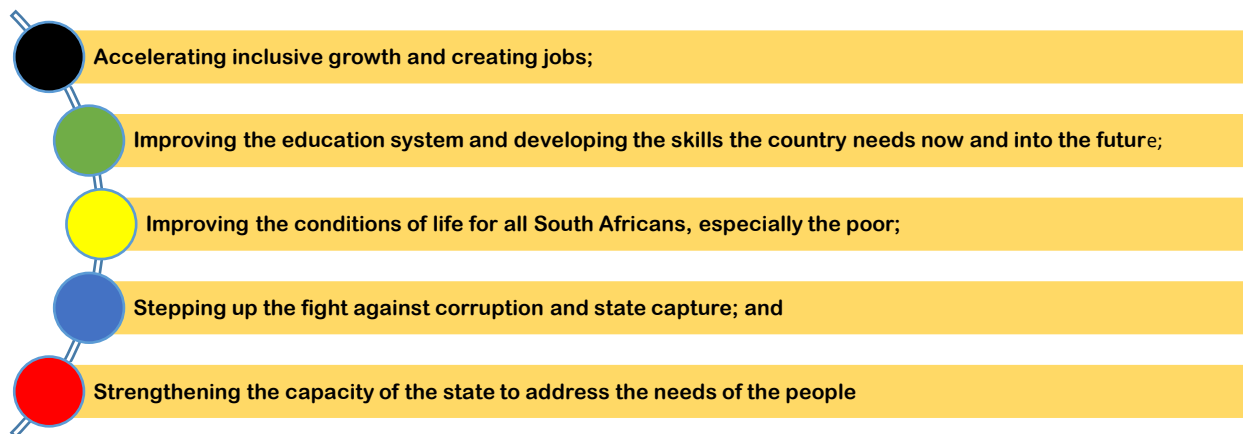 Accelerating inclusive growth and creating jobs;
Improving the education system and developing the skills the country needs now and into the future;
Improving the conditions of life for all South Africans, especially the poor;
Stepping up the fight against corruption and state capture; and
Strengthening the capacity of the state to address the needs of the people